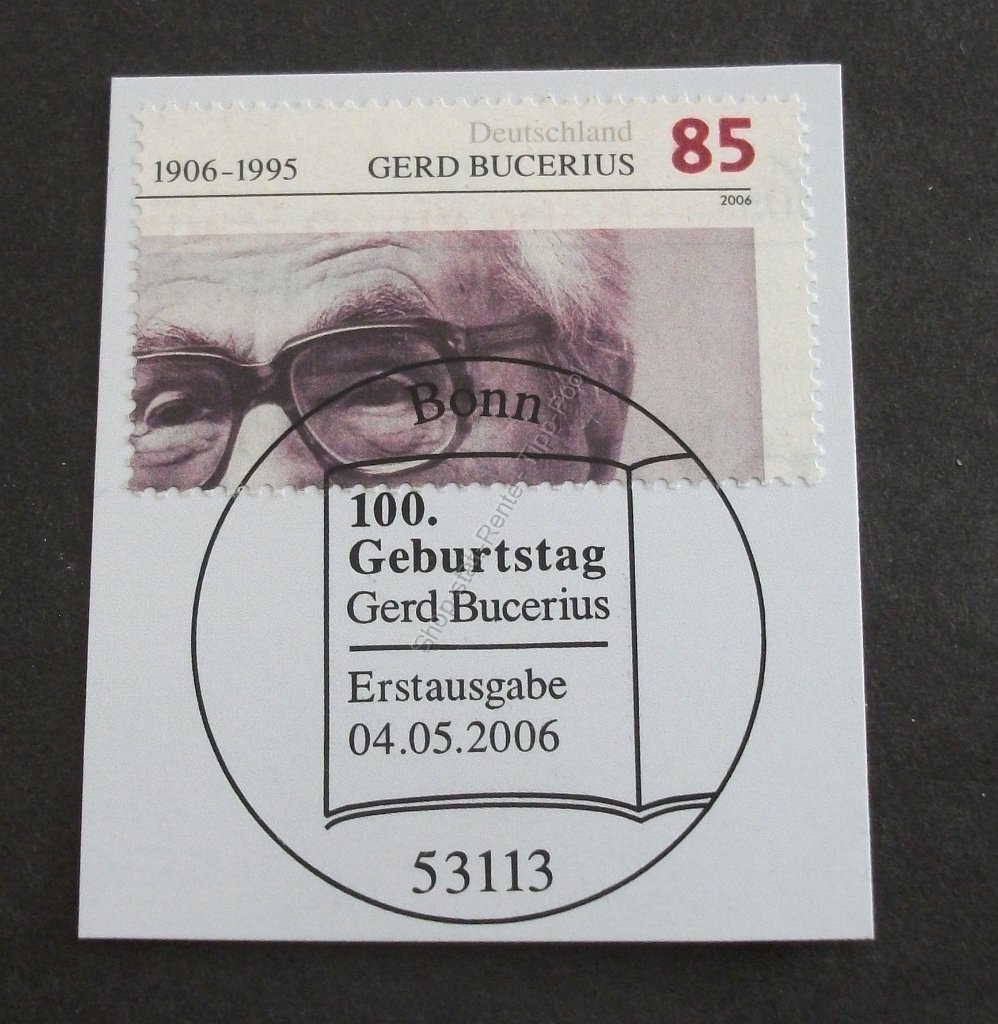 Deutschland
85
1906-1995
GERD BUCERIUS
2006
Bonn
100.
Geburtstag
Gerd Bucerius
Erstausgabe
04.05.2006
53113